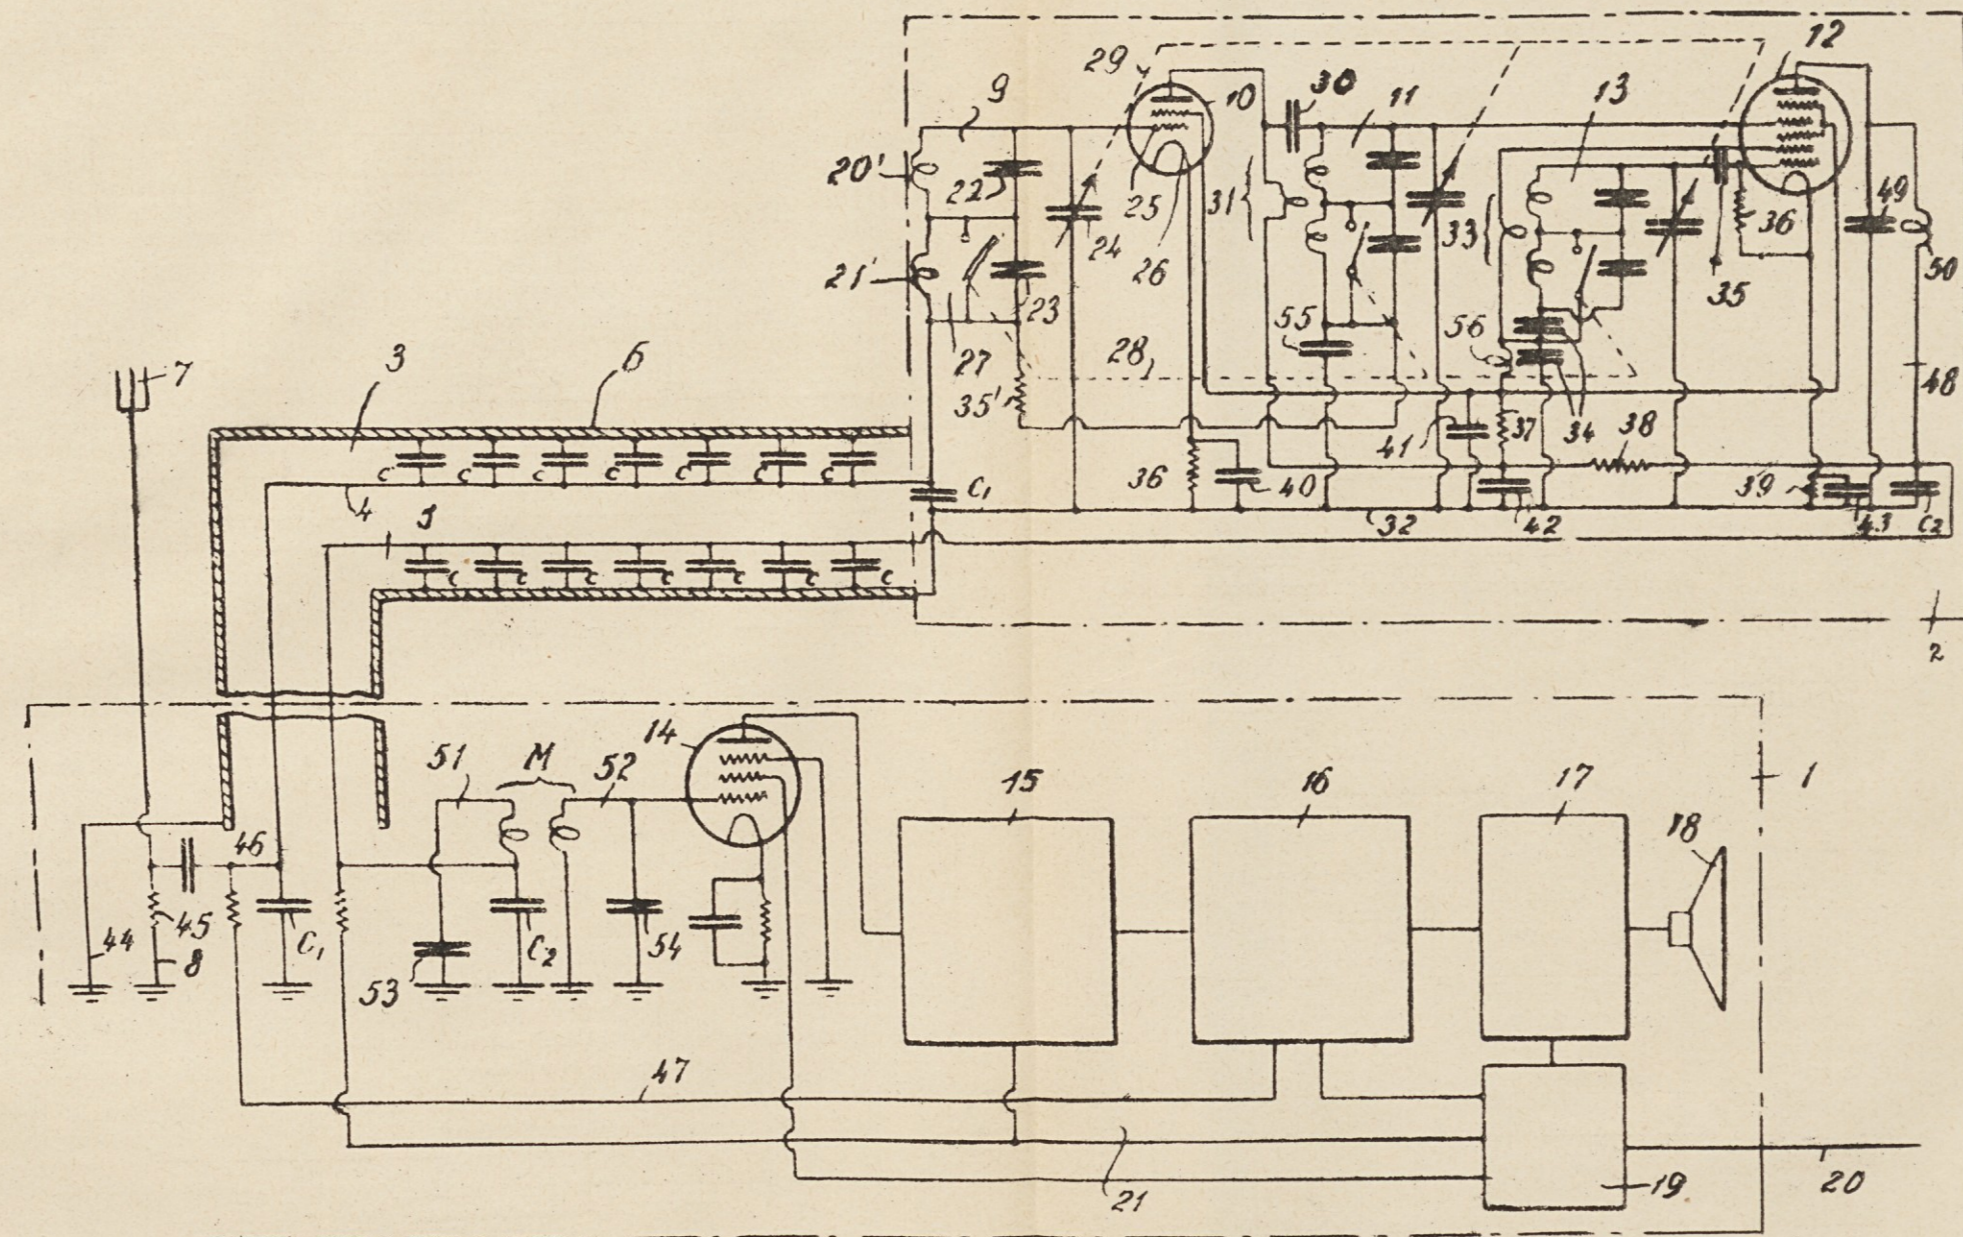 29 10 30 11 13 12
9
20' 22 24 25 26 31 33 36 49
21' 23 35 50
27 28 55 56
7 3 6 35' 41 37 34 38 48
c c c c c c c C1 36 40 42 39 43 C2
4 32
c c c c c c c
2
51 M 52 14 15 16 17 1
18
46
44 45 C1 C2 54
8 53
47
21 19 20